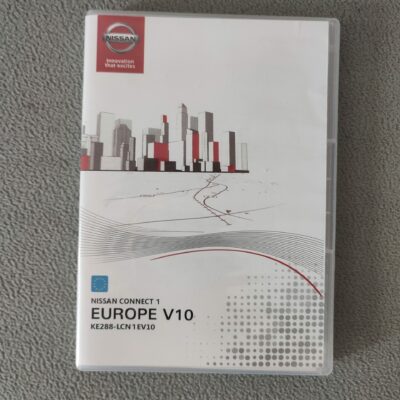 NISSAN
Innovation
that excites
NISSAN CONNECT 1
EUROPE V10
KE288-LCN1EV10